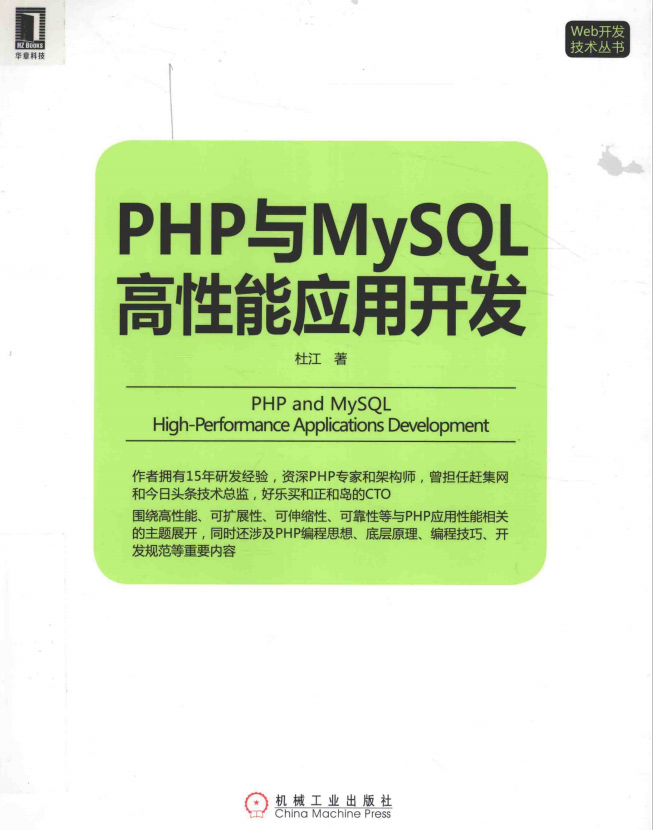 HZ BOOKS
华章科技
Web开发
技术丛书
PHP与MySQL
高性能应用开发
杜江 著
PHP and MySQL
High-Performance Applications Development
作者拥有15年研发经验，资深PHP专家和架构师，曾担任赶集网
和今日头条技术总监，好乐买和正和岛的CTO
围绕高性能、可扩展性、可伸缩性、可靠性等与PHP应用性能相关
的主题展开，同时还涉及PHP编程思想、底层原理、编程技巧、开
发规范等重要内容
机械工业出版社
China Machine Press